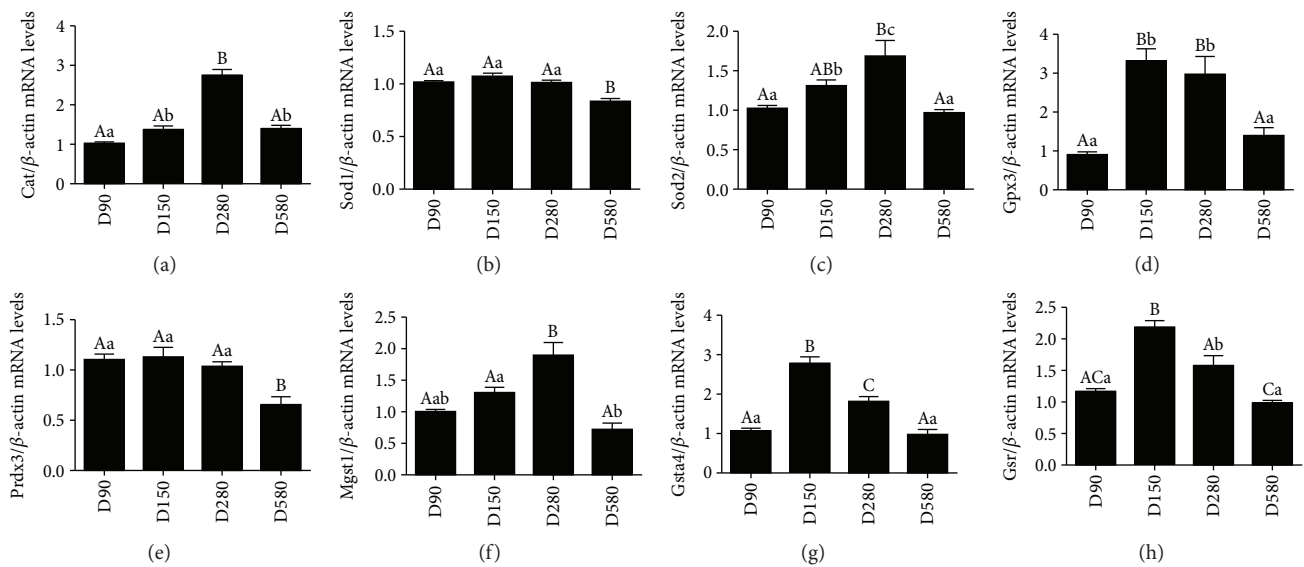 Cat/β-actin mRNA levels
4
3
2
1
0
Aa
Ab
B
Ab
D90
D150
D280
D580
(a)
Sod1/β-actin mRNA levels
1.5
1.0
0.5
0.0
Aa
Aa
Aa
B
D90
D150
D280
D580
(b)
Sod2/β-actin mRNA levels
2.0
1.5
1.0
0.5
0.0
Aa
ABb
Bc
Aa
D90
D150
D280
D580
(c)
Gpx3/β-actin mRNA levels
4
3
2
1
0
Aa
Bb
Bb
Aa
D90
D150
D280
D580
(d)
Prdx3/β-actin mRNA levels
1.5
1.0
0.5
0.0
Aa
Aa
Aa
B
D90
D150
D280
D580
(e)
Mgst1/β-actin mRNA levels
2.5
2.0
1.5
1.0
0.5
0.0
Aab
Aa
B
Ab
D90
D150
D280
D580
(f)
Gsta4/β-actin mRNA levels
4
3
2
1
0
Aa
B
C
Aa
D90
D150
D280
D580
(g)
Gsr/β-actin mRNA levels
2.5
2.0
1.5
1.0
0.5
0.0
ACa
B
Ab
Ca
D90
D150
D280
D580
(h)